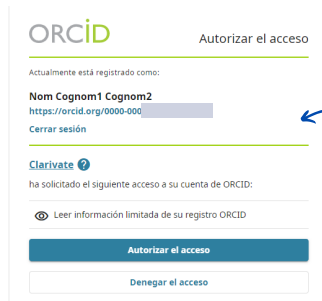 ORCiD
Autorizar el acceso
Actualmente está registrado como:
Nom Cognom1 Cognom2
https://orcid.org/0000-000
Cerrar sesión
Clarivate ?
ha solicitado el siguiente acceso a su cuenta de ORCID:
Leer información limitada de su registro ORCID
Autorizar el acceso
Denegar el acceso